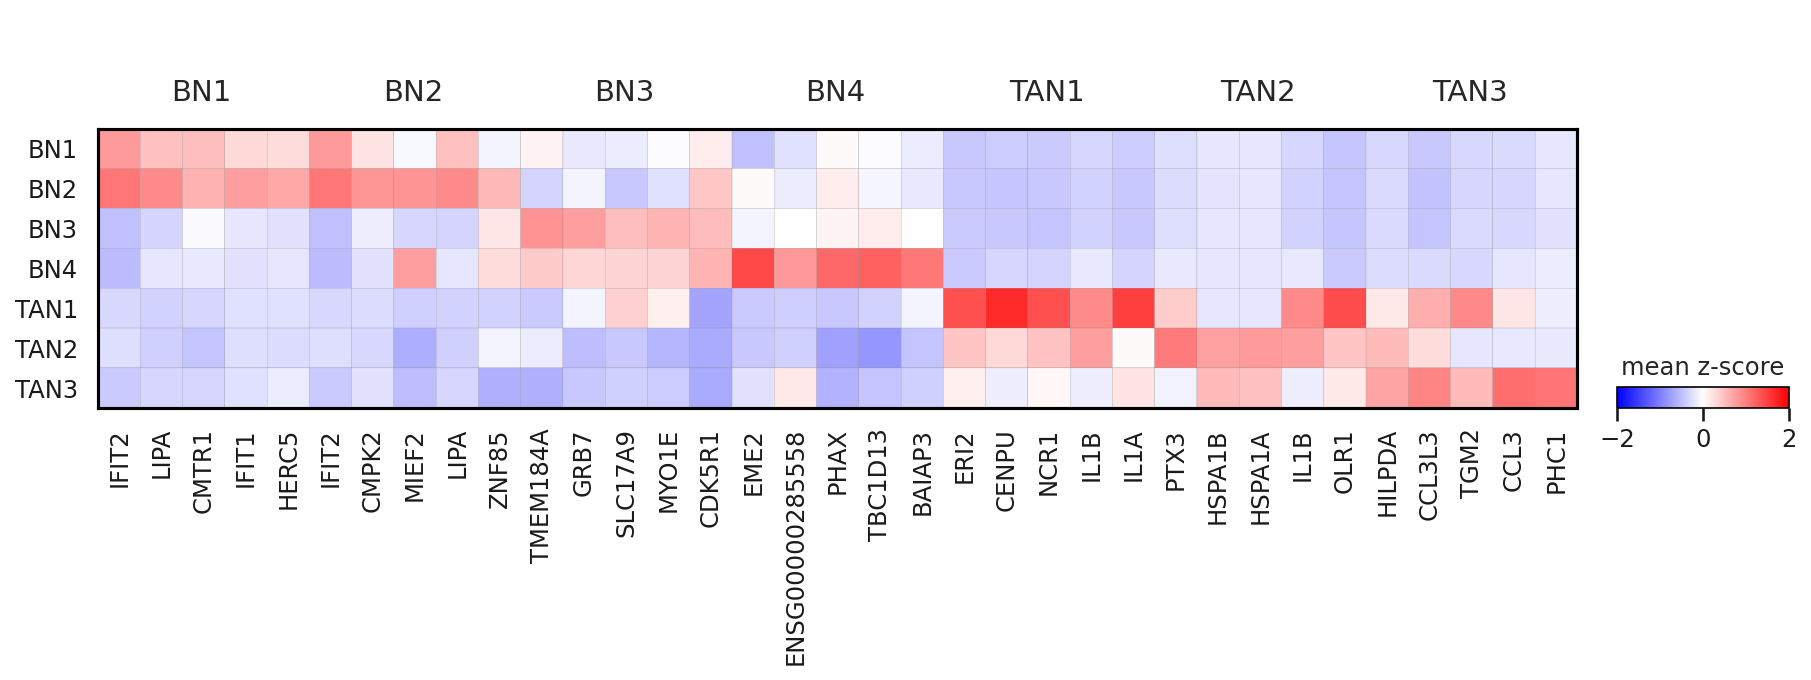 BN1 BN2 BN3 BN4 TAN1 TAN2 TAN3
BN1
BN2
BN3
BN4
TAN1
TAN2
TAN3
mean z-score
−2 0 2
IFIT2
LIPA
CMTR1
IFIT1
HERC5
IFIT2
CMPK2
MIEF2
LIPA
ZNF85
TMEM184A
GRB7
SLC17A9
MYO1E
CDK5R1
EME2
ENSG00000285558
PHAX
TBC1D13
BAIAP3
ERI2
CENPU
NCR1
IL1B
IL1A
PTX3
HSPA1B
HSPA1A
IL1B
OLR1
HILPDA
CCL3L3
TGM2
CCL3
PHC1